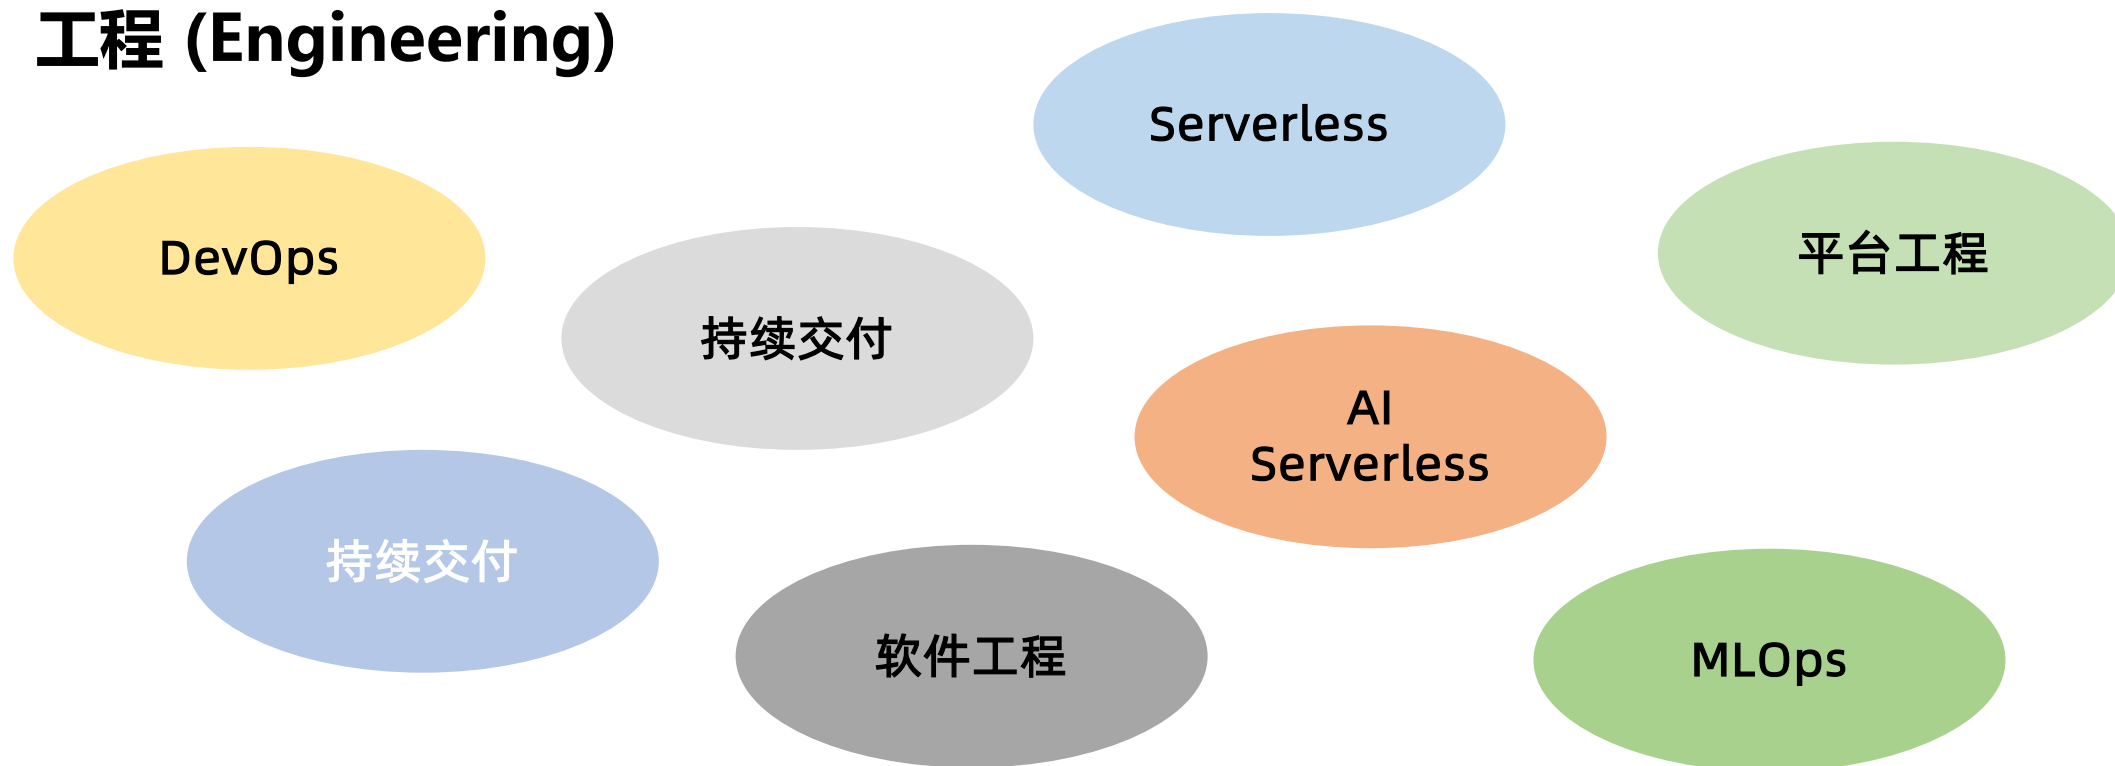 工程 (Engineering)
Serverless
DevOps
平台工程
持续交付
AI
Serverless
持续交付
软件工程
MLOps